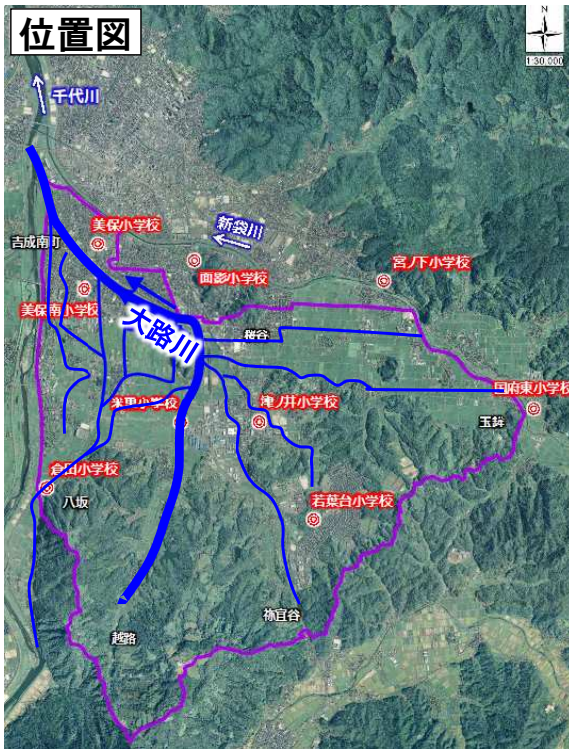 位置図
N
1:30,000
千代川
美保小学校
新袋川
吉成南町
面影小学校
宮ノ下小学校
美保南小学校
大路川
桜谷
国府東小学校
米里小学校
津ノ井小学校
玉鉾
倉田小学校
八坂
若葉台小学校
祢宜谷
越路